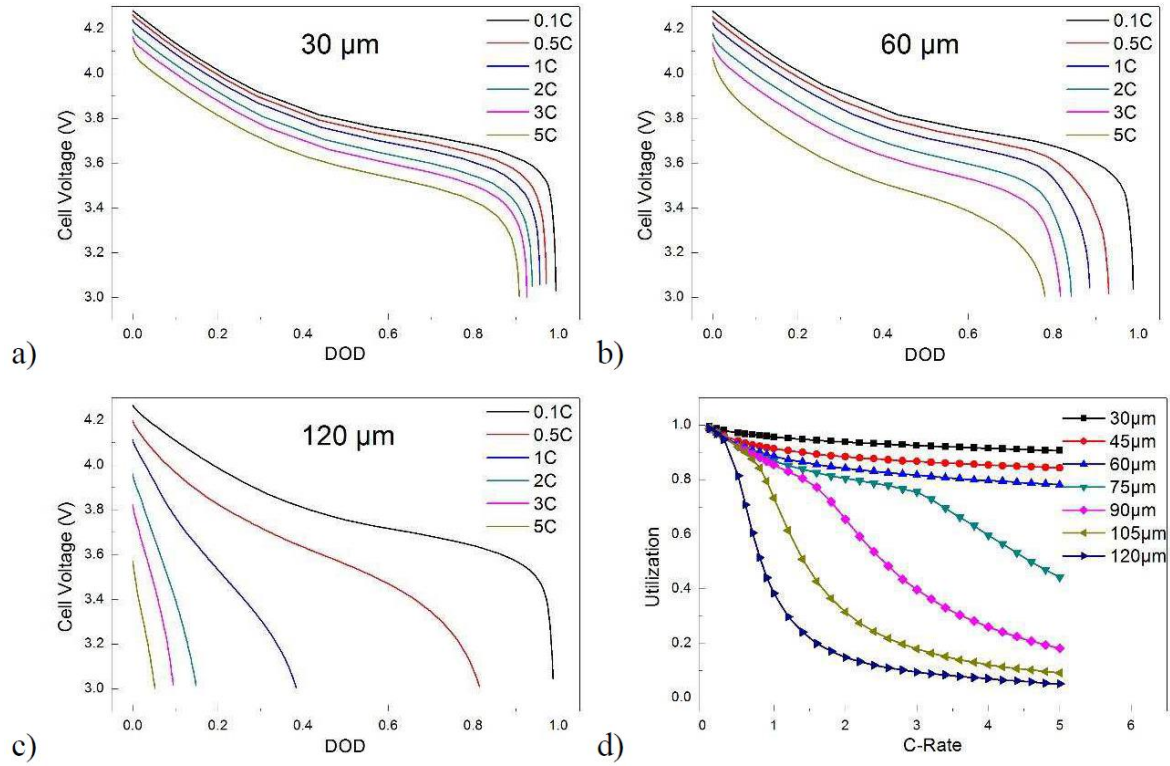 30 µm
0.1C
0.5C
1C
2C
3C
5C
Cell Voltage (V)
4.2
4.0
3.8
3.6
3.4
3.2
3.0
0.0
0.2
0.4
0.6
0.8
1.0
DOD
a)
60 µm
0.1C
0.5C
1C
2C
3C
5C
Cell Voltage (V)
4.2
4.0
3.8
3.6
3.4
3.2
3.0
0.0
0.2
0.4
0.6
0.8
1.0
DOD
b)
120 µm
0.1C
0.5C
1C
2C
3C
5C
Cell Voltage (V)
4.2
4.0
3.8
3.6
3.4
3.2
3.0
0.0
0.2
0.4
0.6
0.8
1.0
DOD
c)
30µm
45µm
60µm
75µm
90µm
105µm
120µm
Utilization
1.0
0.8
0.6
0.4
0.2
0.0
0
1
2
3
4
5
6
C-Rate
d)